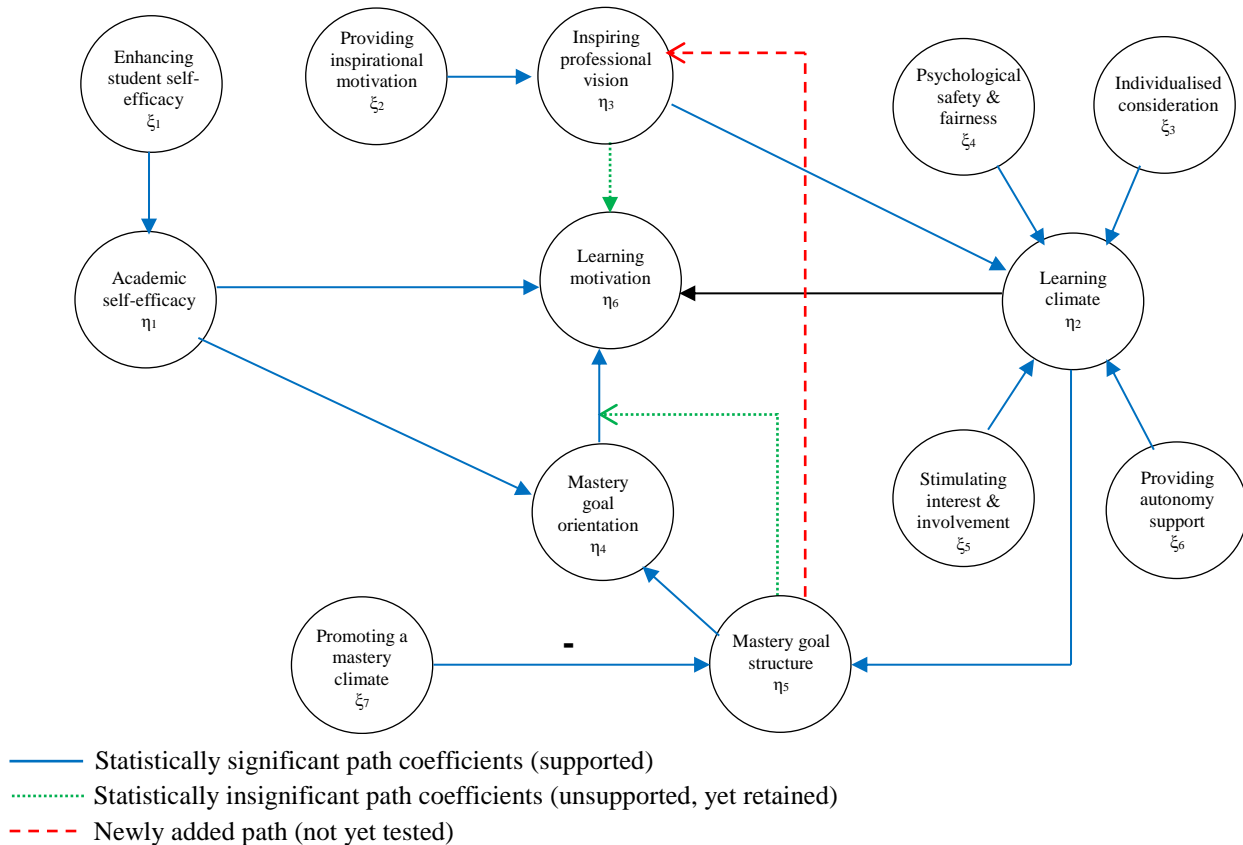 Enhancing
student self-
efficacy
ξ1
Providing
inspirational
motivation
ξ2
Inspiring
professional
vision
η3
Psychological
safety &
fairness
ξ4
Individualised
consideration
ξ3
Academic
self-efficacy
η1
Learning
motivation
η6
Learning
climate
η2
Mastery
goal
orientation
η4
Stimulating
interest &
involvement
ξ5
Providing
autonomy
support
ξ6
Promoting a
mastery
climate
ξ7
-
Mastery goal
structure
η5
Statistically significant path coefficients (supported)
Statistically insignificant path coefficients (unsupported, yet retained)
Newly added path (not yet tested)